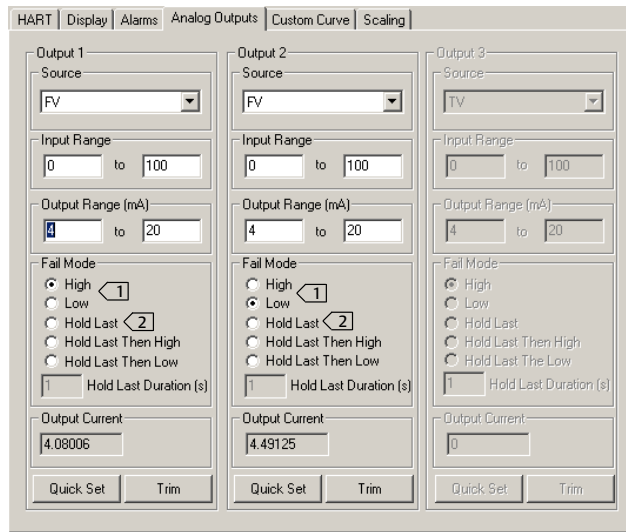 HART Display Alarms Analog Outputs Custom Curve Scaling
Output 1
Source
FV
Input Range
0 to 100
Output Range (mA)
4 to 20
Fail Mode
High
1
Low
Hold Last
2
Hold Last Then High
Hold Last Then Low
1 Hold Last Duration (s)
Output Current
4.08006
Quick Set Trim
Output 2
Source
FV
Input Range
0 to 100
Output Range (mA)
4 to 20
Fail Mode
High
1
Low
Hold Last
2
Hold Last Then High
Hold Last Then Low
1 Hold Last Duration (s)
Output Current
4.49125
Quick Set Trim
Output 3
Source
TV
Input Range
0 to 100
Output Range (mA)
4 to 20
Fail Mode
High
Low
Hold Last
Hold Last Then High
Hold Last The Low
1 Hold Last Duration (s)
Output Current
0
Quick Set Trim